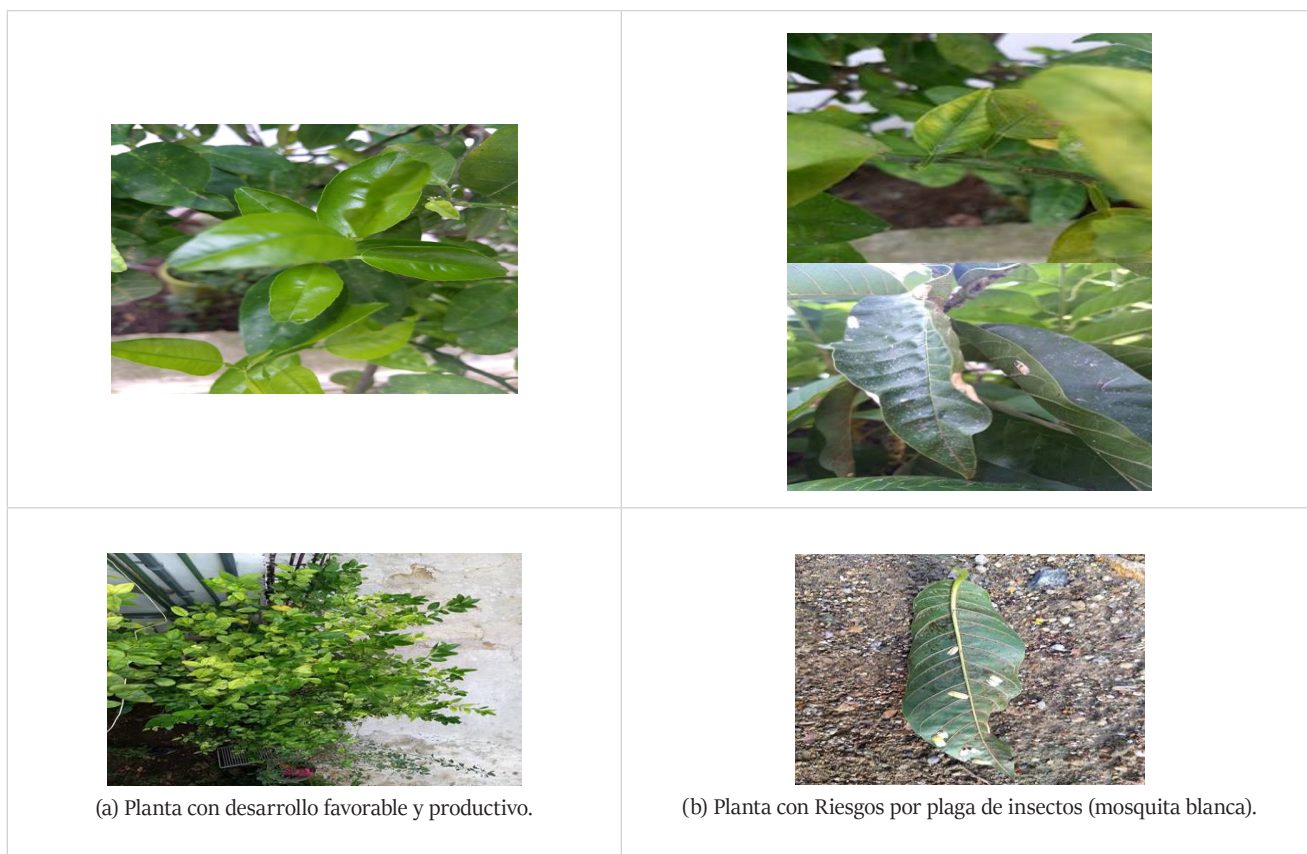 (a) Planta con desarrollo favorable y productivo.
(b) Planta con Riesgos por plaga de insectos (mosquita blanca).